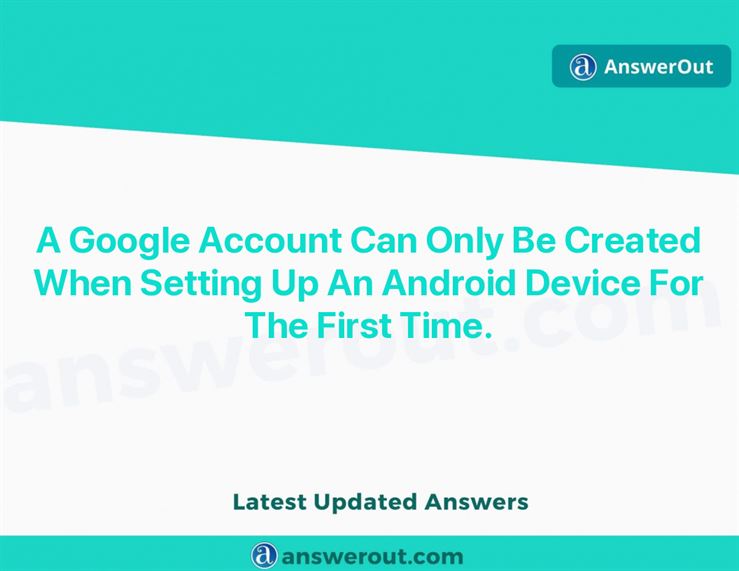 AnswerOut
A Google Account Can Only Be Created
When Setting Up An Android Device For
The First Time.
answerout.com
Latest Updated Answers
answerout.com